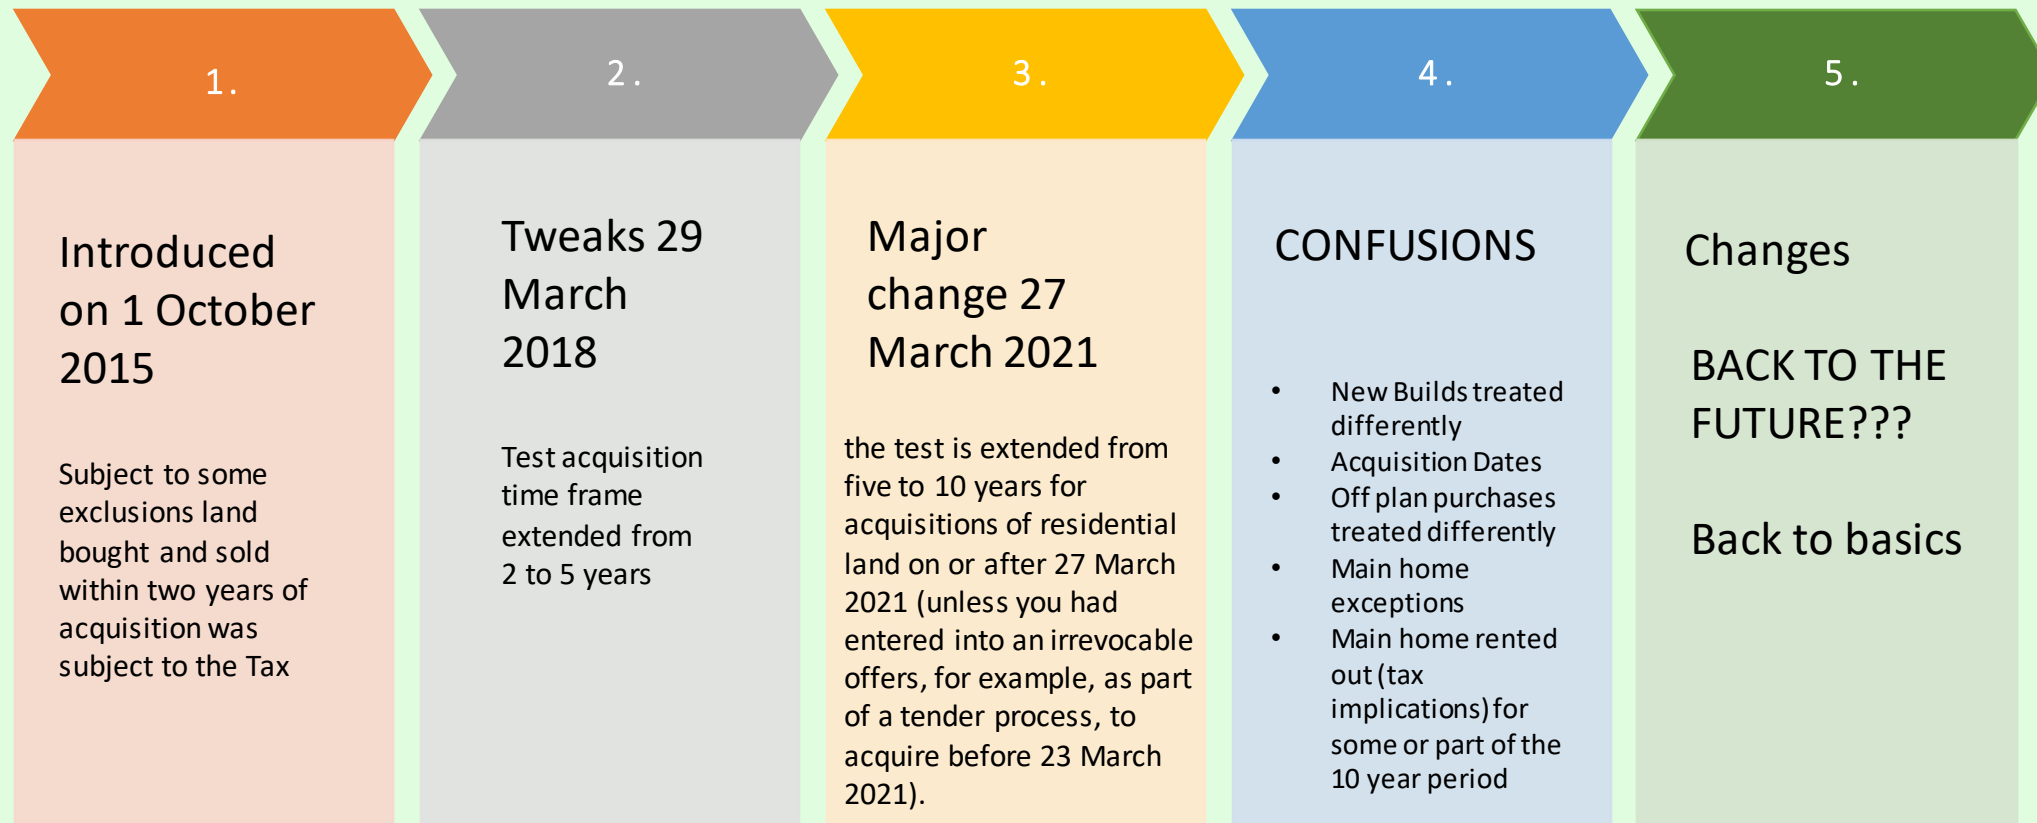 1.
Introduced
on 1 October
2015
Subject to some
exclusions land
bought and sold
within two years of
acquisition was
subject to the Tax
2.
Tweaks 29
March
2018
Test acquisition
time frame
extended from
2 to 5 years
3.
Major
change 27
March 2021
the test is extended from
five to 10 years for
acquisitions of residential
land on or after 27 March
2021 (unless you had
entered into an irrevocable
offers, for example, as part
of a tender process, to
acquire before 23 March
2021).
4.
CONFUSIONS
• New Builds treated
differently
• Acquisition Dates
• Off plan purchases
treated differently
• Main home
exceptions
• Main home rented
out (tax
implications) for
some or part of the
10 year period
5.
Changes
BACK TO THE
FUTURE???
Back to basics